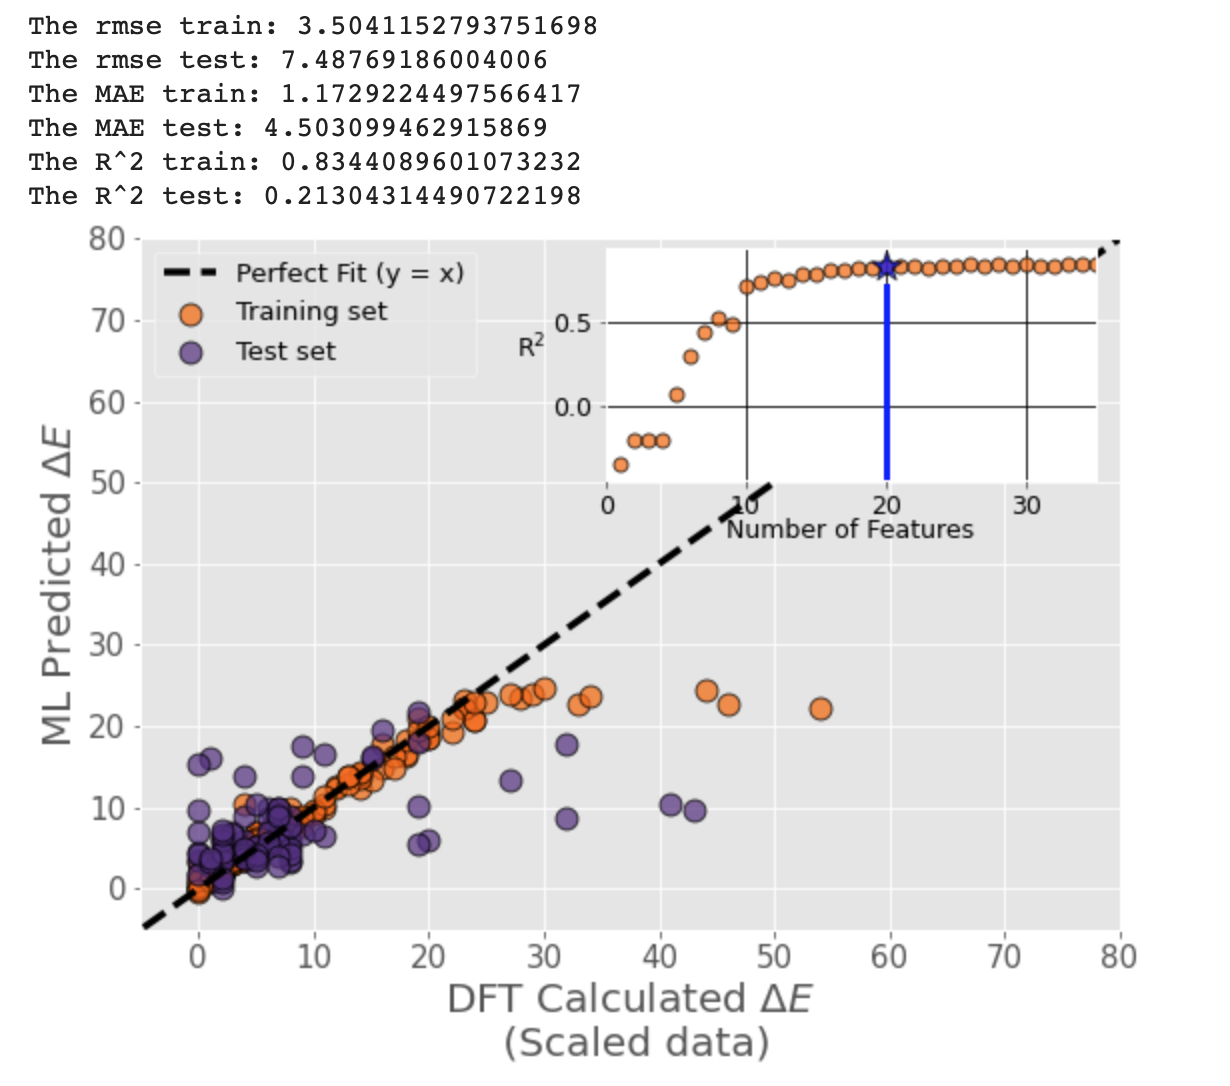 The rmse train: 3.5041152793751698
The rmse test: 7.48769186004006
The MAE train: 1.1729224497566417
The MAE test: 4.503099462915869
The R^2 train: 0.8344089601073232
The R^2 test: 0.21304314490722198
80
70
60
50
40
30
20
10
0
ML Predicted ΔE
Perfect Fit (y = x)
Training set
Test set
R²
0.5
0.0
0 10 20 30
Number of Features
0 10 20 30 40 50 60 70 80
DFT Calculated ΔE
(Scaled data)